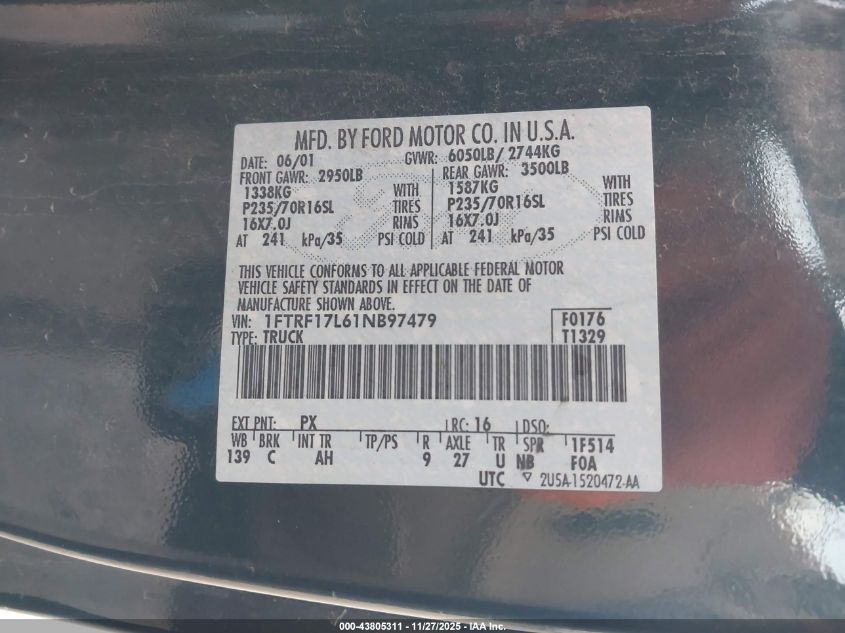 MFD. BY FORD MOTOR CO. IN U.S.A.
DATE: 06/01 GVWR: 6050LB/ 2744KG
FRONT GAWR: 2950LB REAR GAWR: 3500LB
1338KG WITH 1587KG WITH
P235/70R16SL TIRES P235/70R16SL TIRES
16X7.0J RIMS 16X7.0J RIMS
AT 241 kPa/35 PSI COLD AT 241 kPa/35 PSI COLD
THIS VEHICLE CONFORMS TO ALL APPLICABLE FEDERAL MOTOR
VEHICLE SAFETY STANDARDS IN EFFECT ON THE DATE OF
MANUFACTURE SHOWN ABOVE.
VIN: 1FTRF17L61NB97479 F0176
TYPE: TRUCK T1329
EXT PNT: PX RC: 16 DSO:
WB BRK INT TR TP/PS R AXLE TR SPR 1F514
139 C AH 9 27 U NB F0A
UTC ▽ 2U5A-1520472-AA
000-43805311 - 11/27/2025 - IAA Inc.